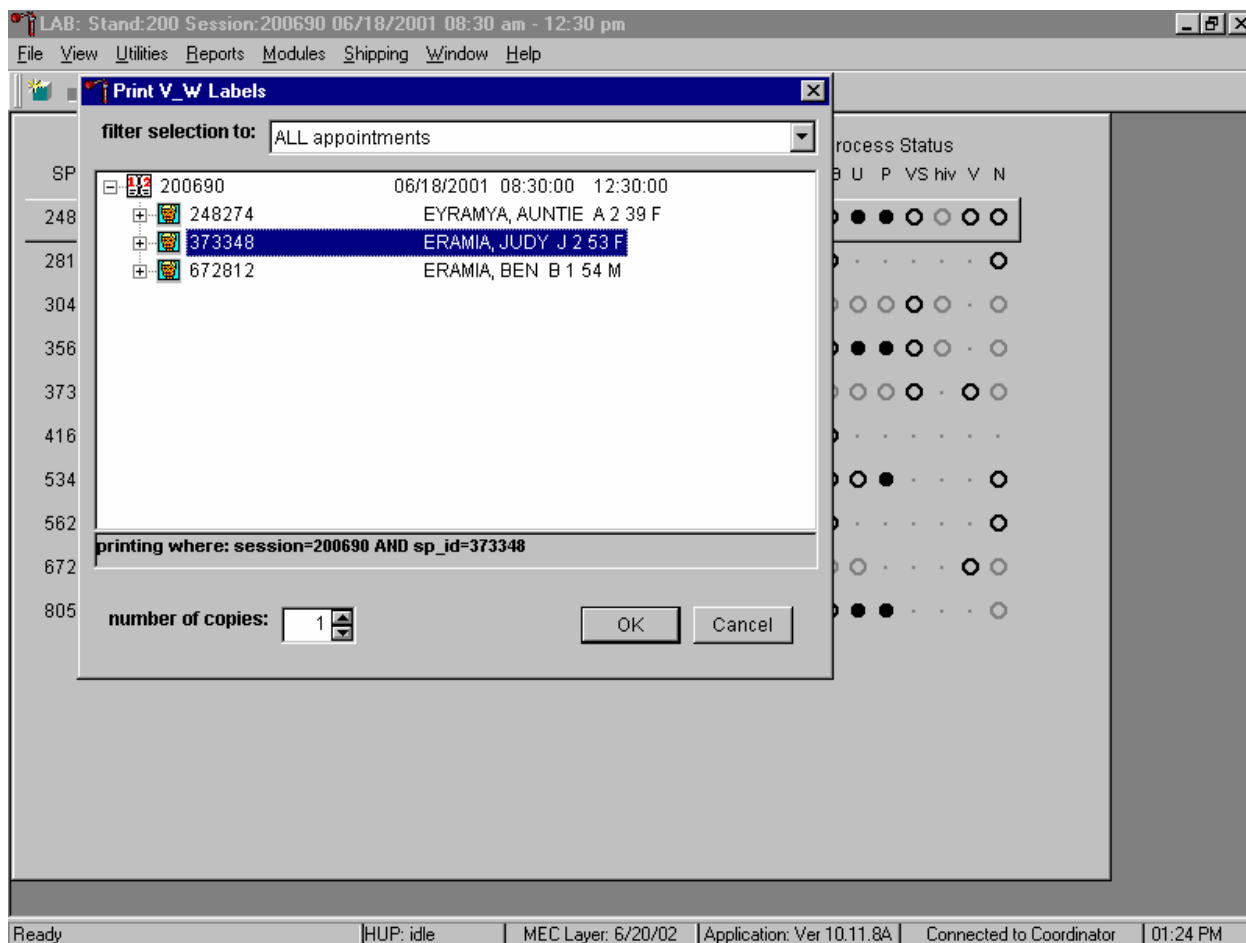 LAB: Stand:200 Session:200690 06/18/2001 08:30 am - 12:30 pm
File View Utilities Reports Modules Shipping Window Help
Print V_W Labels
filter selection to: ALL appointments
rocess Status
SP U P VS hiv V N
200690 06/18/2001 08:30:00 12:30:00
248 248274 EYRAMYA, AUNTIE A 2 39 F
373348 ERAMIA, JUDY J 2 53 F
281 672812 ERAMIA, BEN B 1 54 M
304
356
373
416
534
562
printing where: session=200690 AND sp_id=373348
672
805
number of copies: 1 OK Cancel
Ready HUP: idle MEC Layer: 6/20/02 Application: Ver 10.11.8A Connected to Coordinator 01:24 PM